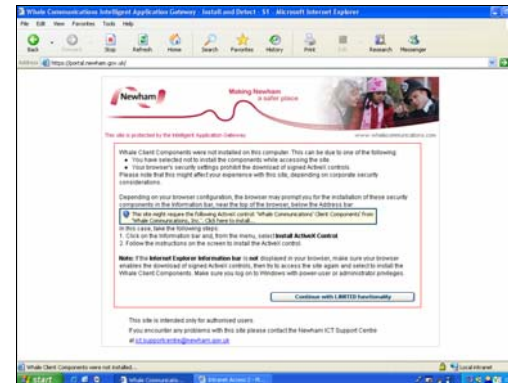 Whale Communications Intelligent Application Gateway - Install and Detect - S1 - Microsoft Internet Explorer
File Edit View Favorites Tools Help
Back Forward Stop Refresh Home Search Favorites History Print Edit Research Messenger
Address https://portal.newham.gov.uk/
Newham
Making Newham
a safer place
This site is protected by the Intelligent Application Gateway
www.whalecommunications.com
Whale Client Components were not installed on this computer. This can be due to one of the following:
You have selected not to install the components while accessing the site.
Your browser's security settings prohibit the download of signed ActiveX controls.
Please note that this might affect your experience with this site, depending on corporate security
considerations.
Depending on your browser configuration, the browser may prompt you for the installation of these security
components in the Information bar, near the top of the browser, below the Address bar:
This site might require the following ActiveX control: 'Whale Communications' Client Components' from
'Whale Communications, Inc.'. Click here to install...
In this case, take the following steps:
1. Click on the Information bar and, from the menu, select Install ActiveX Control.
2. Follow the instructions on the screen to install the ActiveX control.
Note: If the Internet Explorer Information bar is not displayed in your browser, make sure your browser
enables the download of signed ActiveX controls, then try to access the site again and select to install the
Whale Client Components. Make sure you log on to Windows with power-user or administrator privileges.
Continue with LIMITED functionality
This site is intended only for authorised users.
If you encounter any problems with this site please contact the Newham ICT Support Centre
at ict.supportcentre@newham.gov.uk
Whale Client Components were not installed...
Local intranet
start
Whale Communicatio...